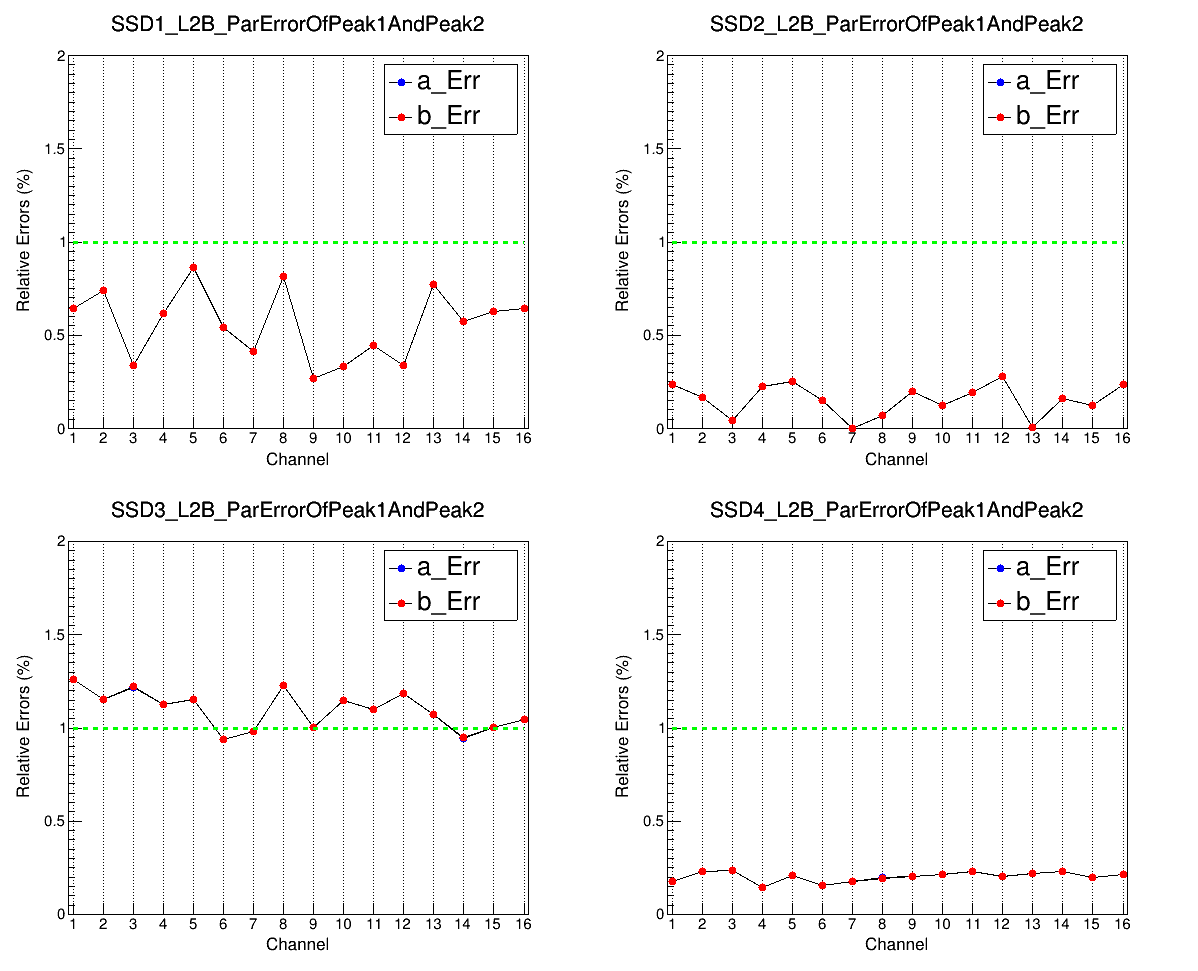 SSD1_L2B_ParErrorOfPeak1AndPeak2
2
1.5
1
0.5
0
Relative Errors (%)
a_Err
b_Err
1 2 3 4 5 6 7 8 9 10 11 12 13 14 15 16
Channel
SSD2_L2B_ParErrorOfPeak1AndPeak2
2
1.5
1
0.5
0
Relative Errors (%)
a_Err
b_Err
1 2 3 4 5 6 7 8 9 10 11 12 13 14 15 16
Channel
SSD3_L2B_ParErrorOfPeak1AndPeak2
2
1.5
1
0.5
0
Relative Errors (%)
a_Err
b_Err
1 2 3 4 5 6 7 8 9 10 11 12 13 14 15 16
Channel
SSD4_L2B_ParErrorOfPeak1AndPeak2
2
1.5
1
0.5
0
Relative Errors (%)
a_Err
b_Err
1 2 3 4 5 6 7 8 9 10 11 12 13 14 15 16
Channel